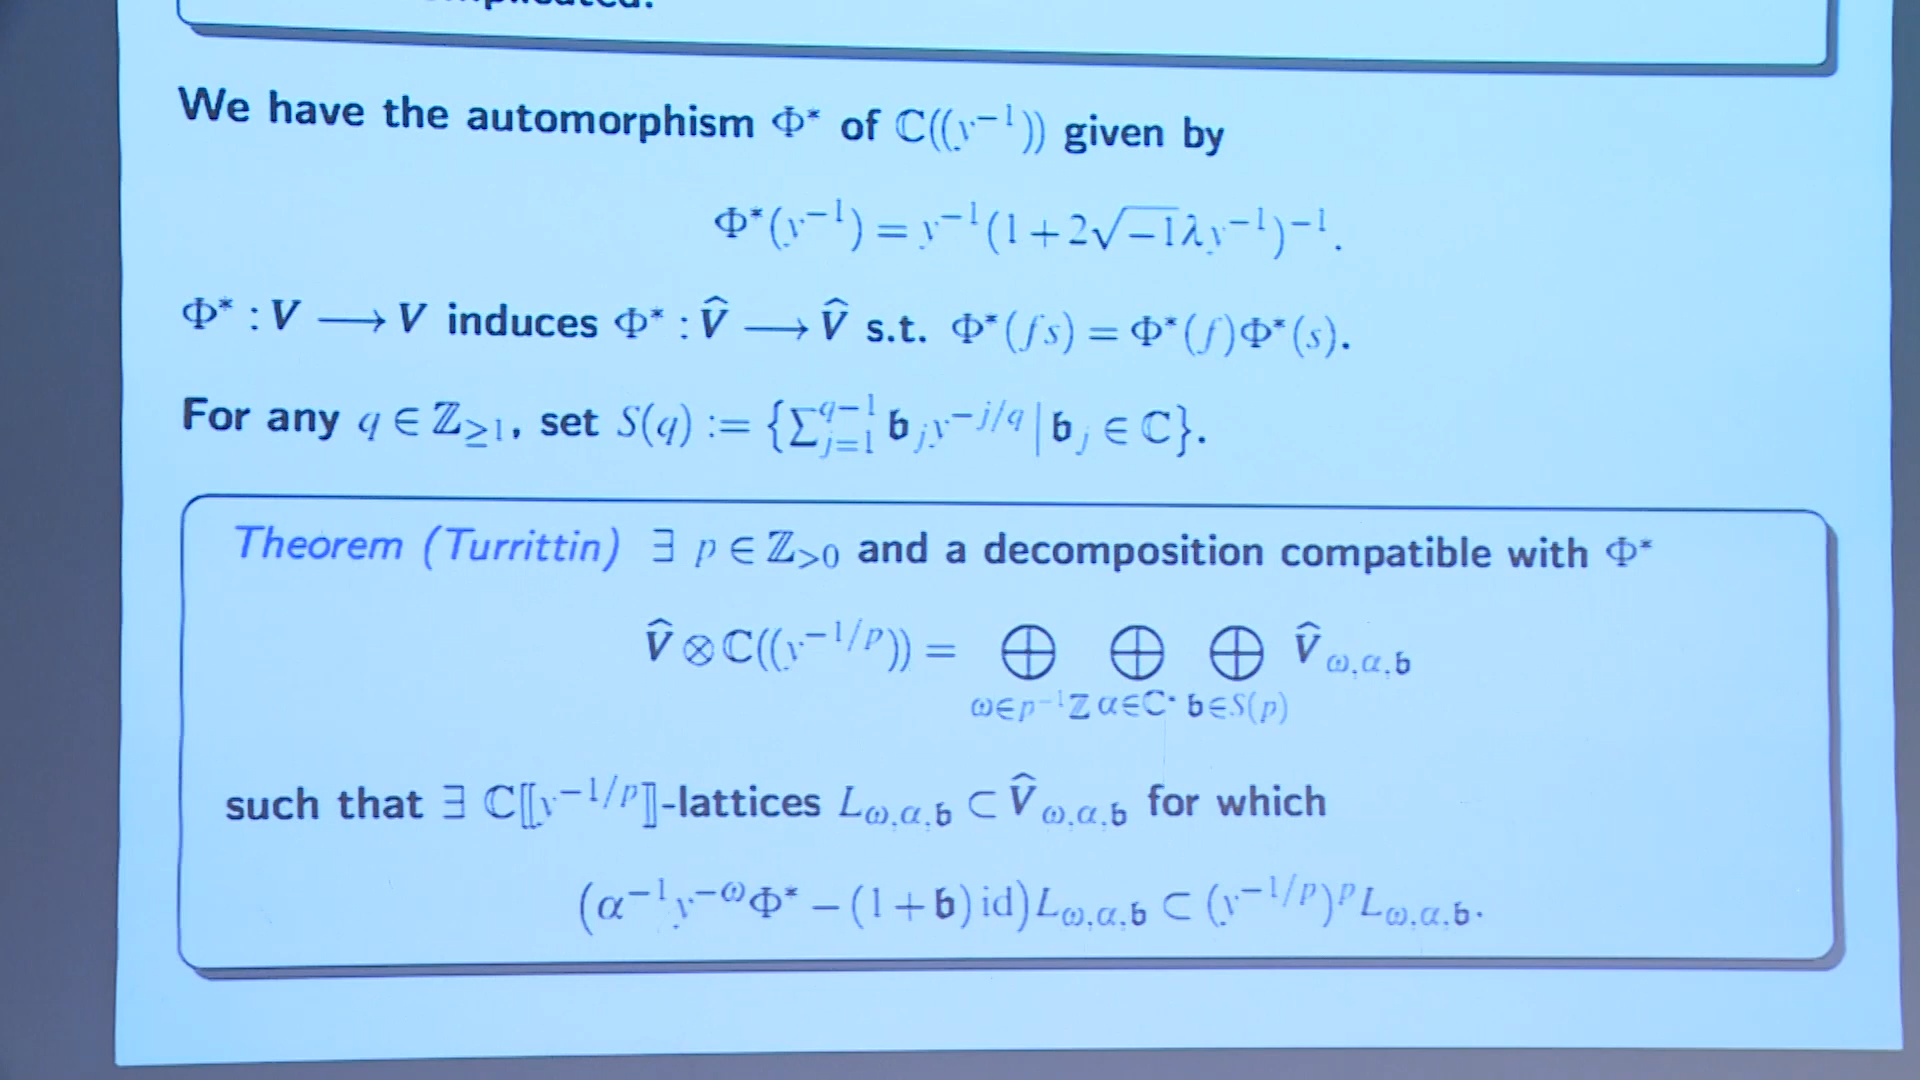 We have the automorphism Φ* of ℂ((y⁻¹)) given by
Φ*(y⁻¹) = y⁻¹(1+2√−1λy⁻¹)⁻¹.
Φ* : V ⟶ V induces Φ* : V̂ ⟶ V̂ s.t. Φ*(fs) = Φ*(f)Φ*(s).
For any q ∈ ℤ_{≥1}, set S(q) := {∑_{j=1}^{q−1} 𝔟_j y^{−j/q} | 𝔟_j ∈ ℂ}.
Theorem (Turrittin) ∃ p ∈ ℤ_{>0} and a decomposition compatible with Φ*
V̂ ⊗ ℂ((y^{−1/p})) = ⊕_{ω∈p⁻¹ℤ} ⊕_{α∈ℂ*} ⊕_{𝔟∈S(p)} V̂_{ω,α,𝔟}
such that ∃ ℂ⟦y^{−1/p}⟧-lattices L_{ω,α,𝔟} ⊂ V̂_{ω,α,𝔟} for which
(α⁻¹y^{−ω}Φ* − (1+𝔟) id)L_{ω,α,𝔟} ⊂ (y^{−1/p})^p L_{ω,α,𝔟}.